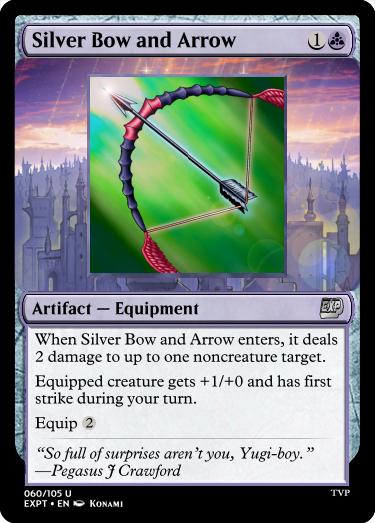 Silver Bow and Arrow 1
Artifact — Equipment EXP
When Silver Bow and Arrow enters, it deals
2 damage to up to one noncreature target.
Equipped creature gets +1/+0 and has first
strike during your turn.
Equip 2
“So full of surprises aren’t you, Yugi-boy.”
—Pegasus J Crawford
060/105 U
EXPT • EN KONAMI
TVP